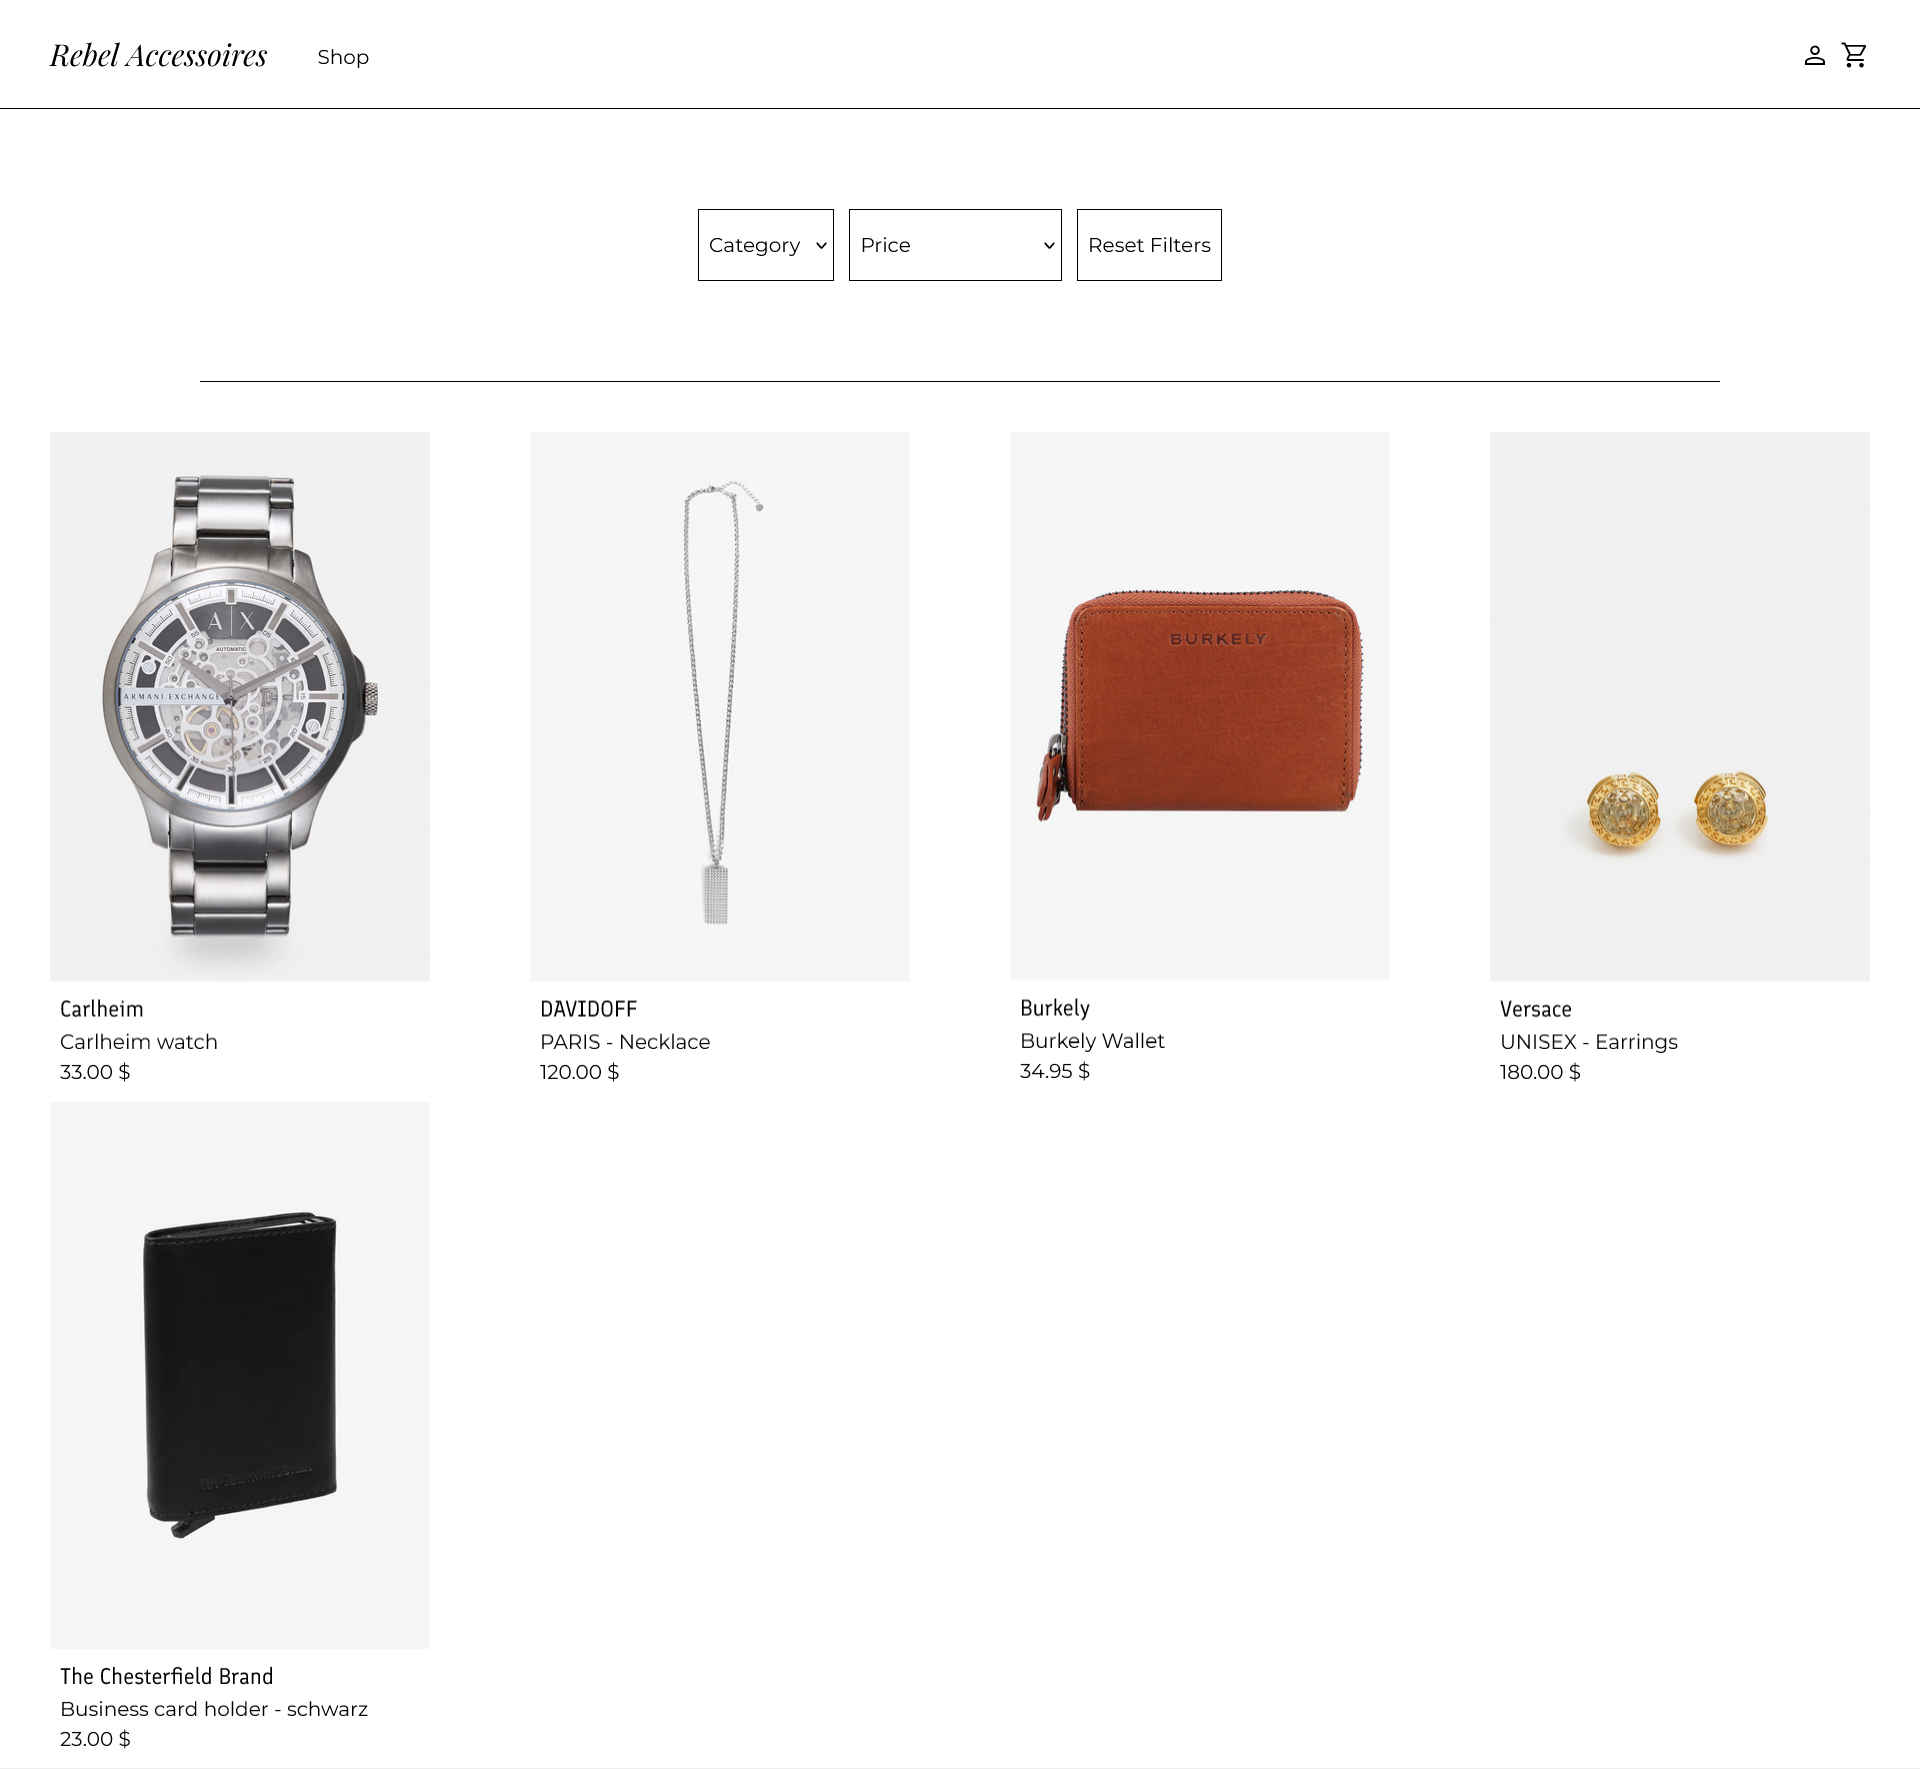 Rebel Accessoires
Shop
Category
Price
Reset Filters
A|X
AUTOMATIC
ARMANI EXCHANGE
BURKELY
Carlheim
Carlheim watch
33.00 $
DAVIDOFF
PARIS - Necklace
120.00 $
Burkely
Burkely Wallet
34.95 $
Versace
UNISEX - Earrings
180.00 $
The Chesterfield Brand
Business card holder - schwarz
23.00 $